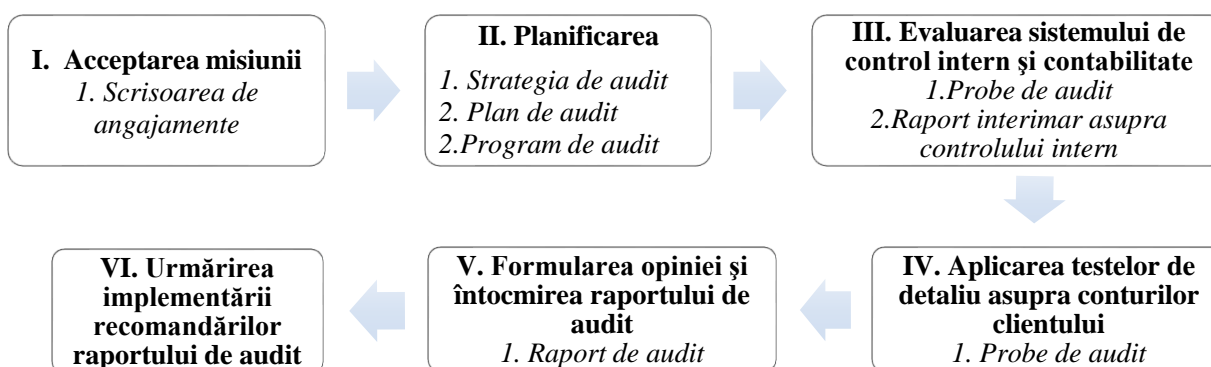 I. Acceptarea misiunii
1. Scrisoarea de
angajamente
II. Planificarea
1. Strategia de audit
2. Plan de audit
2.Program de audit
III. Evaluarea sistemului de
control intern şi contabilitate
1.Probe de audit
2.Raport interimar asupra
controlului intern
IV. Aplicarea testelor de
detaliu asupra conturilor
clientului
1. Probe de audit
V. Formularea opiniei şi
întocmirea raportului de
audit
1. Raport de audit
VI. Urmărirea
implementării
recomandărilor
raportului de audit